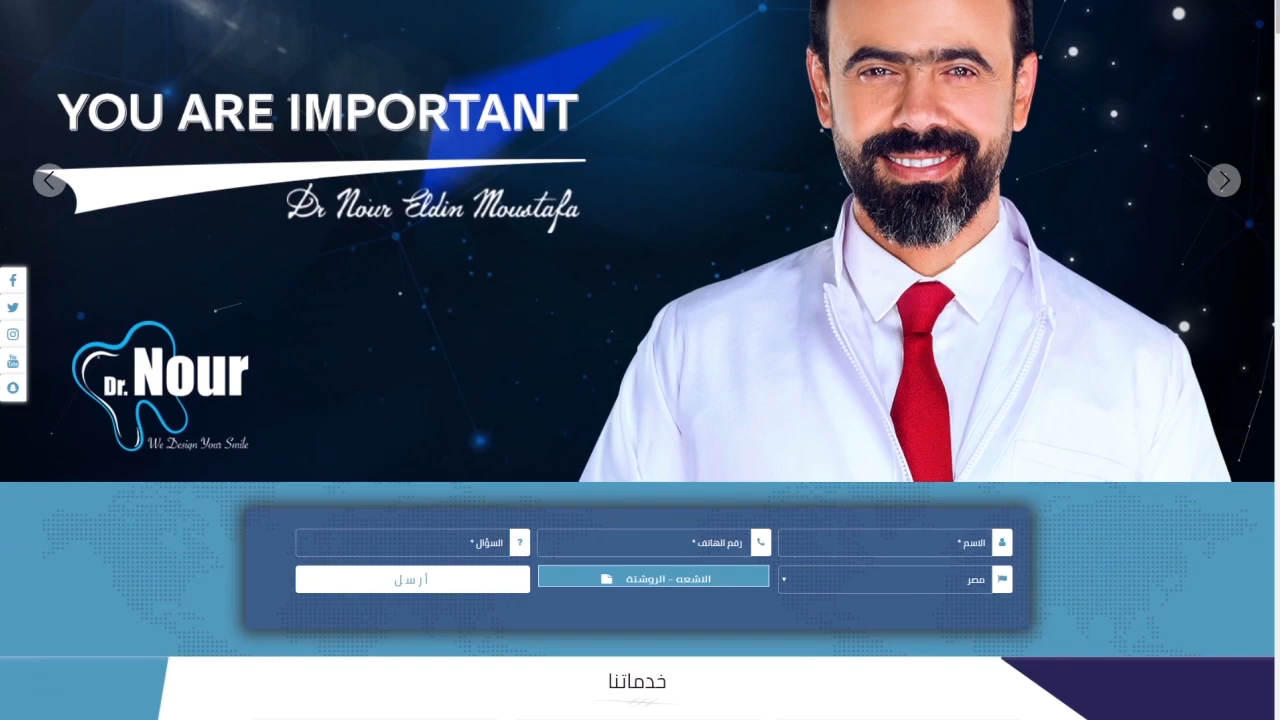 YOU ARE IMPORTANT
Dr Nour Eldin Moustafa
Dr. Nour
We Design Your Smile
الاسم *
رقم الهاتف *
السؤال *
مصر
الاشعه - الروشتة
أرسل
خدماتنا